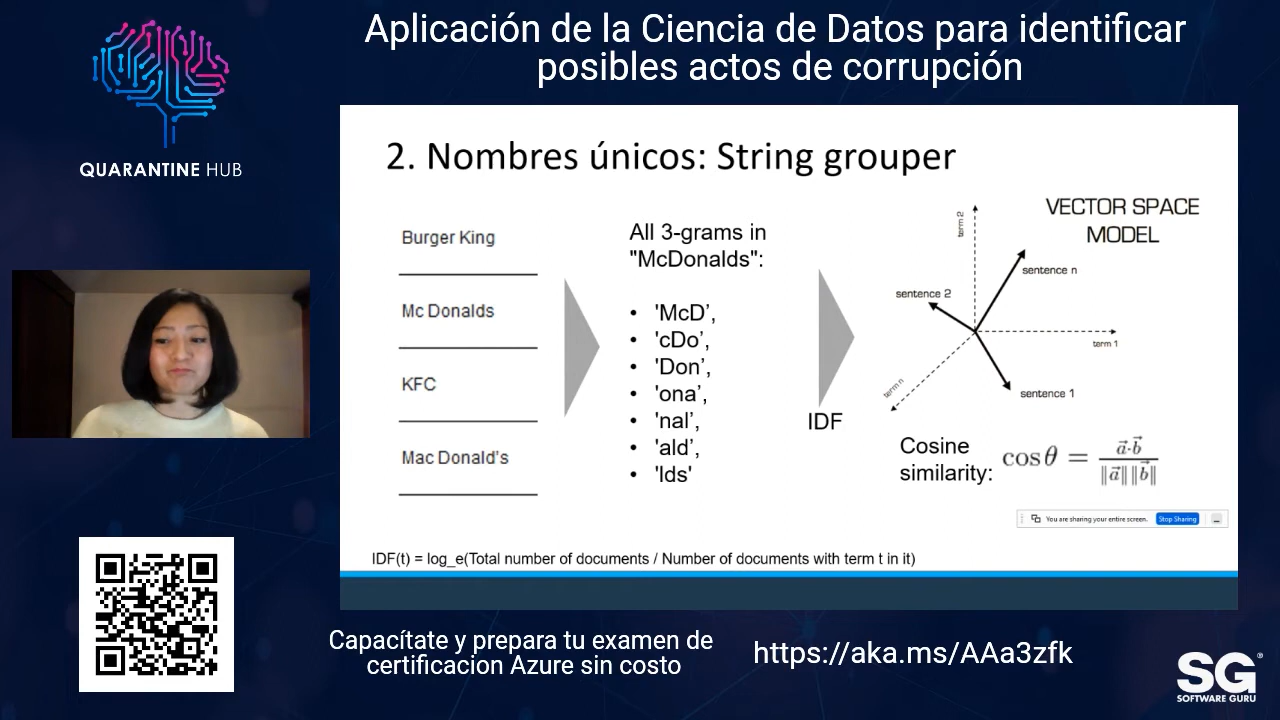 Aplicación de la Ciencia de Datos para identificar
posibles actos de corrupción
QUARANTINE HUB
2. Nombres únicos: String grouper
Burger King
Mc Donalds
KFC
Mac Donald's
All 3-grams in
"McDonalds":
• 'McD',
• 'cDo',
• 'Don',
• 'ona',
• 'nal',
• 'ald',
• 'lds'
IDF
VECTOR SPACE
MODEL
term 2
sentence n
sentence 2
term 1
term n
sentence 1
Cosine
similarity:
cos θ = a⃗·b⃗ / ‖a⃗‖ ‖b⃗‖
You are sharing your entire screen.
Stop Sharing
IDF(t) = log_e(Total number of documents / Number of documents with term t in it)
Capacítate y prepara tu examen de
certificacion Azure sin costo
https://aka.ms/AAa3zfk
SG®
SOFTWARE GURU